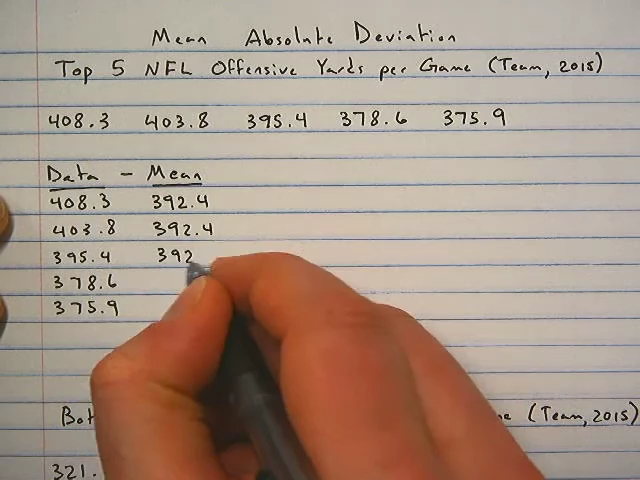 Mean Absolute Deviation
Top 5 NFL Offensive Yards per Game (Team, 2015)
408.3 403.8 395.4 378.6 375.9
Data - Mean
408.3 392.4
403.8 392.4
395.4 392
378.6
375.9
(Team, 2015)
321.